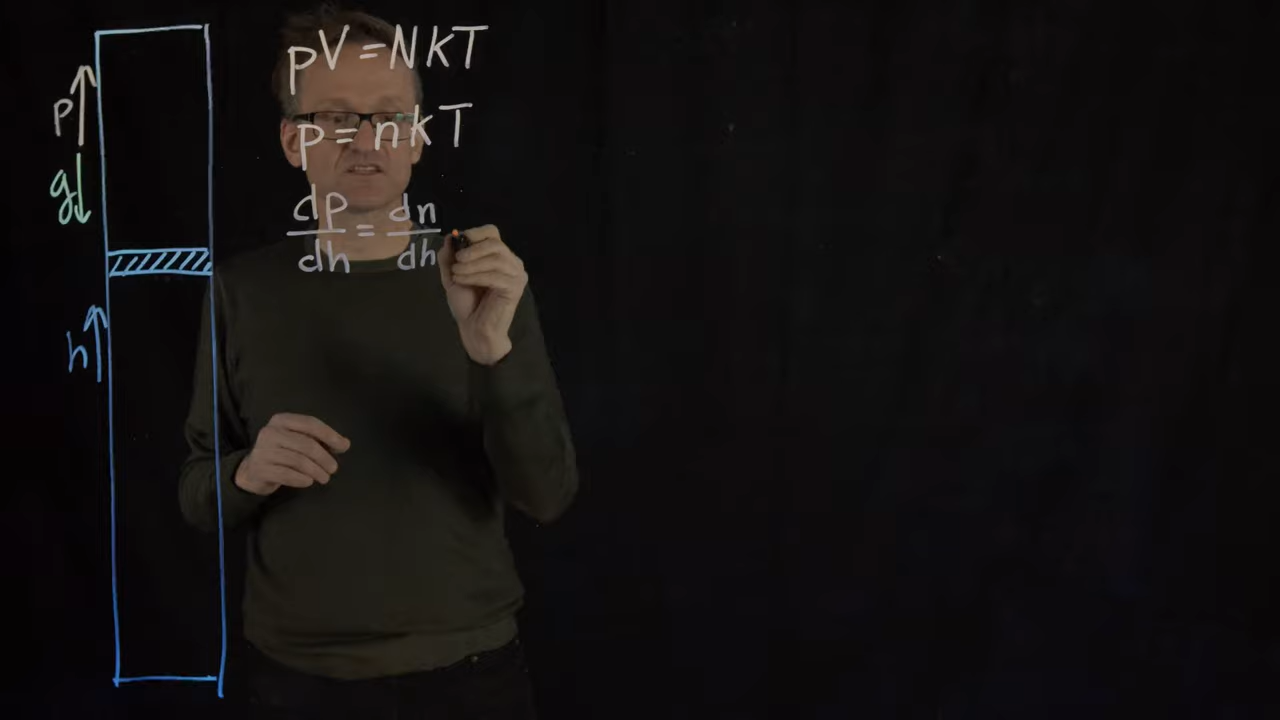 pV = NkT
p = nkT
dp/dh = dn/dh
p
g
h